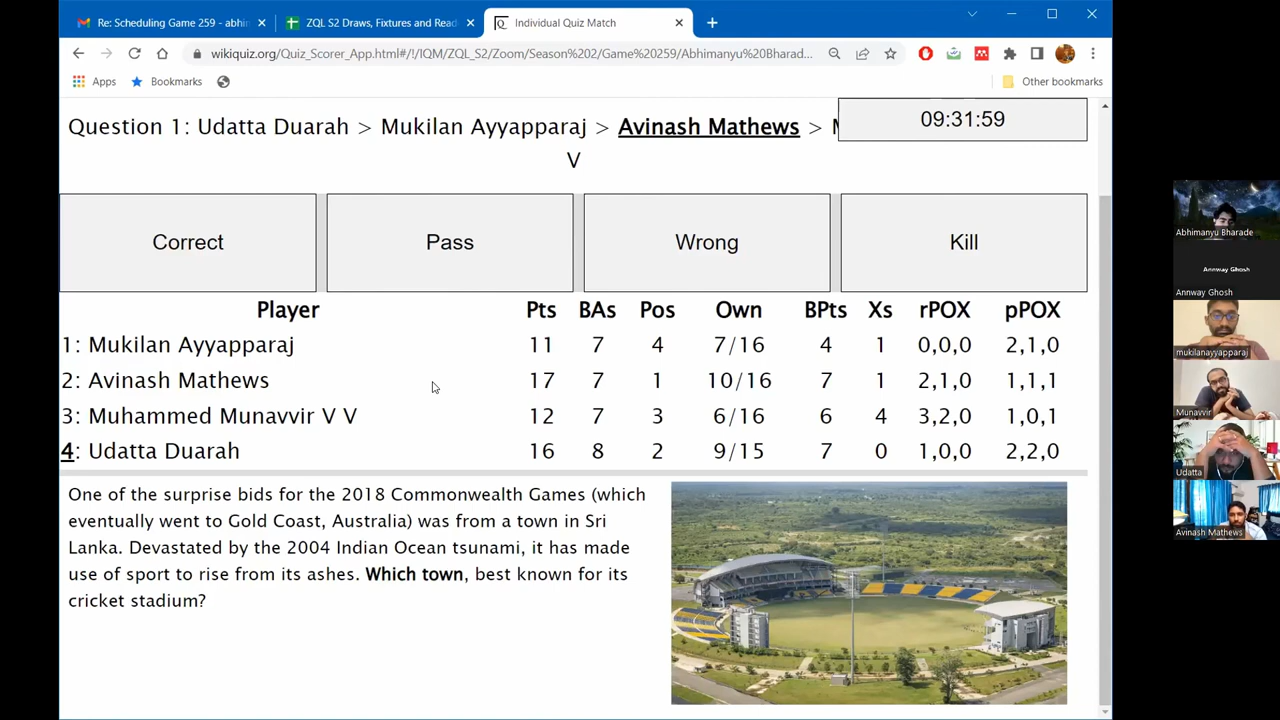 Re: Scheduling Game 259 - abhin
ZQL S2 Draws, Fixtures and Read
Individual Quiz Match
wikiquiz.org/Quiz_Scorer_App.html#/!/IQM/ZQL_S2/Zoom/Season%202/Game%20259/Abhimanyu%20Bharad...
Apps Bookmarks Other bookmarks
Question 1: Udatta Duarah > Mukilan Ayyapparaj > Avinash Mathews >
V
09:31:59
Correct Pass Wrong Kill
Player Pts BAs Pos Own BPts Xs rPOX pPOX
1: Mukilan Ayyapparaj 11 7 4 7/16 4 1 0,0,0 2,1,0
2: Avinash Mathews 17 7 1 10/16 7 1 2,1,0 1,1,1
3: Muhammed Munavvir V V 12 7 3 6/16 6 4 3,2,0 1,0,1
4: Udatta Duarah 16 8 2 9/15 7 0 1,0,0 2,2,0
One of the surprise bids for the 2018 Commonwealth Games (which
eventually went to Gold Coast, Australia) was from a town in Sri
Lanka. Devastated by the 2004 Indian Ocean tsunami, it has made
use of sport to rise from its ashes. Which town, best known for its
cricket stadium?
Abhimanyu Bharade
Annway Ghosh
Annway Ghosh
mukilanayyapparaj
Munavvir
Udatta
Avinash Mathews